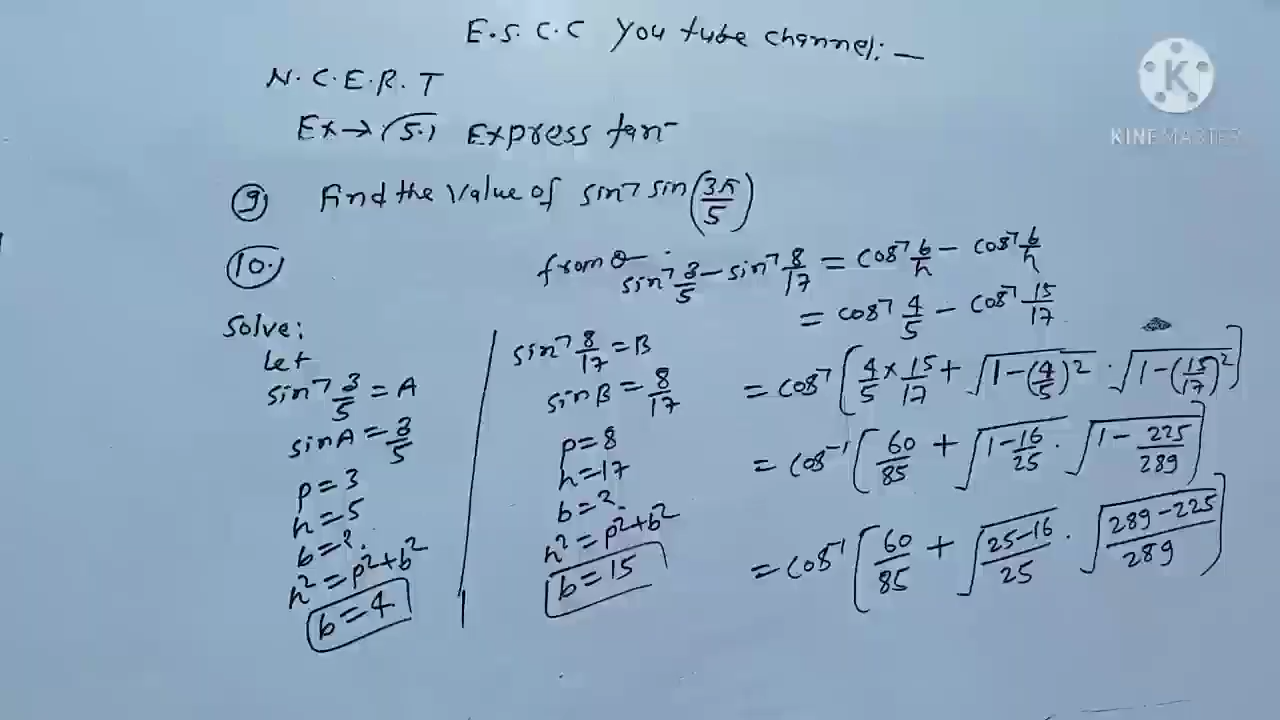 E.S.C.C You tube channel:—
N.C.E.R.T
KINEMASTER
Ex→(5.) Express tan⁻
9 Find the value of sin⁻¹ sin(3π/5)
10.
from Q—
sin⁻¹ 3/5 — sin⁻¹ 8/17 = cos⁻¹ b/h — cos⁻¹ b/h
= cos⁻¹ 4/5 — cos⁻¹ 15/17
= cos⁻¹ [4/5 × 15/17 + √1-(4/5)² · √1-(15/17)²]
= cos⁻¹ [60/85 + √1-16/25 · √1-225/289]
= cos⁻¹ [60/85 + √25-16/25 · √289-225/289]
Solve:
Let
sin⁻¹ 3/5 = A
sinA = 3/5
p=3
h=5
b=?
h²=p²+b²
b=4
sin⁻¹ 8/17 = B
sinB = 8/17
p=8
h=17
b=?
h²=p²+b²
b=15